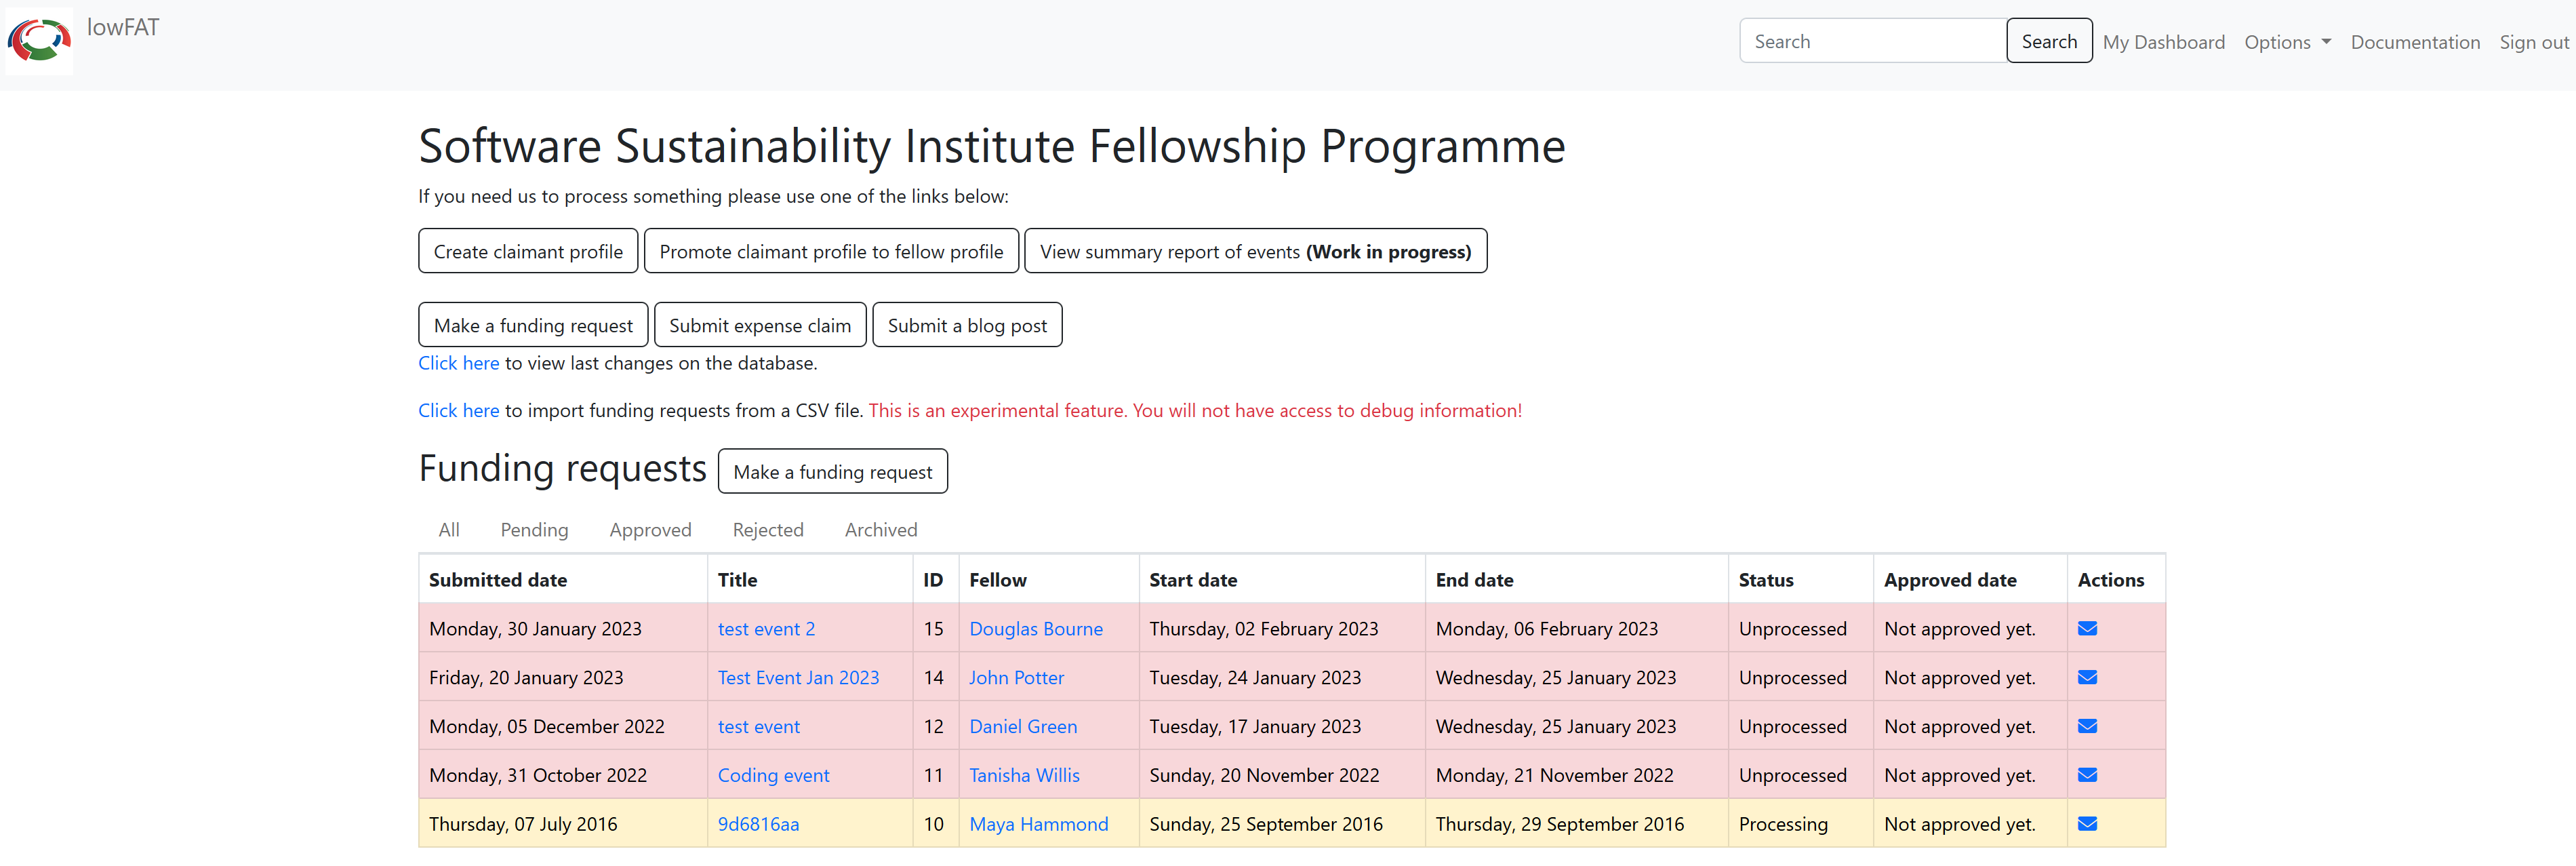 lowFAT
Search Search My Dashboard Options Documentation Sign out
Software Sustainability Institute Fellowship Programme
If you need us to process something please use one of the links below:
Create claimant profile Promote claimant profile to fellow profile View summary report of events (Work in progress)
Make a funding request Submit expense claim Submit a blog post
Click here to view last changes on the database.
Click here to import funding requests from a CSV file. This is an experimental feature. You will not have access to debug information!
Funding requests Make a funding request
All Pending Approved Rejected Archived
Submitted date Title ID Fellow Start date End date Status Approved date Actions
Monday, 30 January 2023 test event 2 15 Douglas Bourne Thursday, 02 February 2023 Monday, 06 February 2023 Unprocessed Not approved yet.
Friday, 20 January 2023 Test Event Jan 2023 14 John Potter Tuesday, 24 January 2023 Wednesday, 25 January 2023 Unprocessed Not approved yet.
Monday, 05 December 2022 test event 12 Daniel Green Tuesday, 17 January 2023 Wednesday, 25 January 2023 Unprocessed Not approved yet.
Monday, 31 October 2022 Coding event 11 Tanisha Willis Sunday, 20 November 2022 Monday, 21 November 2022 Unprocessed Not approved yet.
Thursday, 07 July 2016 9d6816aa 10 Maya Hammond Sunday, 25 September 2016 Thursday, 29 September 2016 Processing Not approved yet.